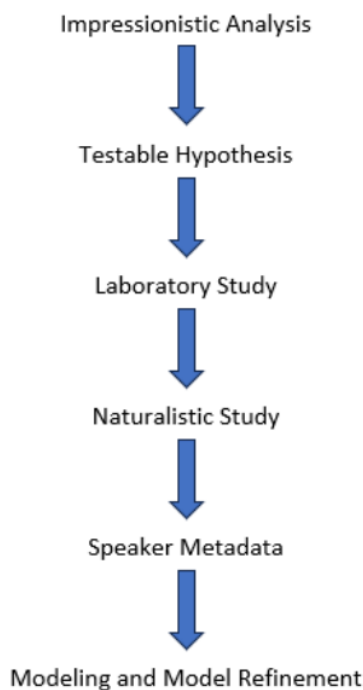 Impressionistic Analysis
Testable Hypothesis
Laboratory Study
Naturalistic Study
Speaker Metadata
Modeling and Model Refinement